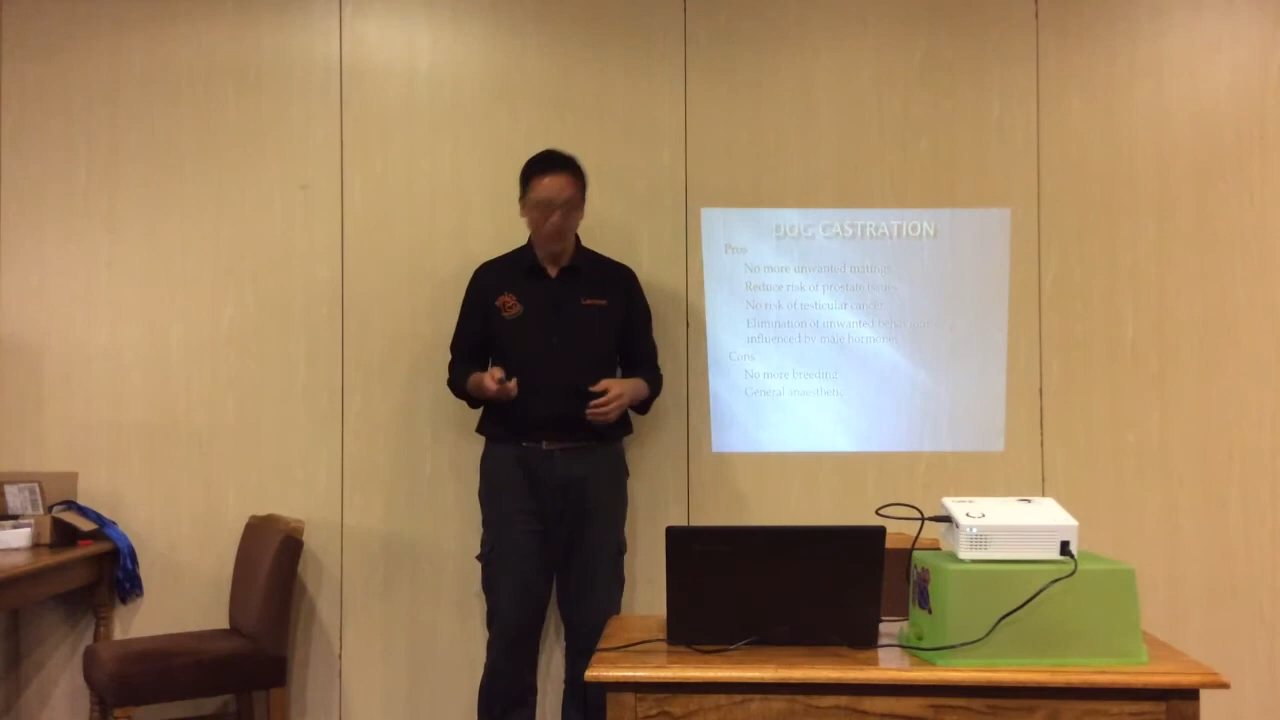 DOG CASTRATION
Pros
No more unwanted matings
Reduce risk of prostate issues
No risk of testicular cancer
Elimination of unwanted behaviour
influenced by male hormones
Cons
No more breeding
General anaesthetic